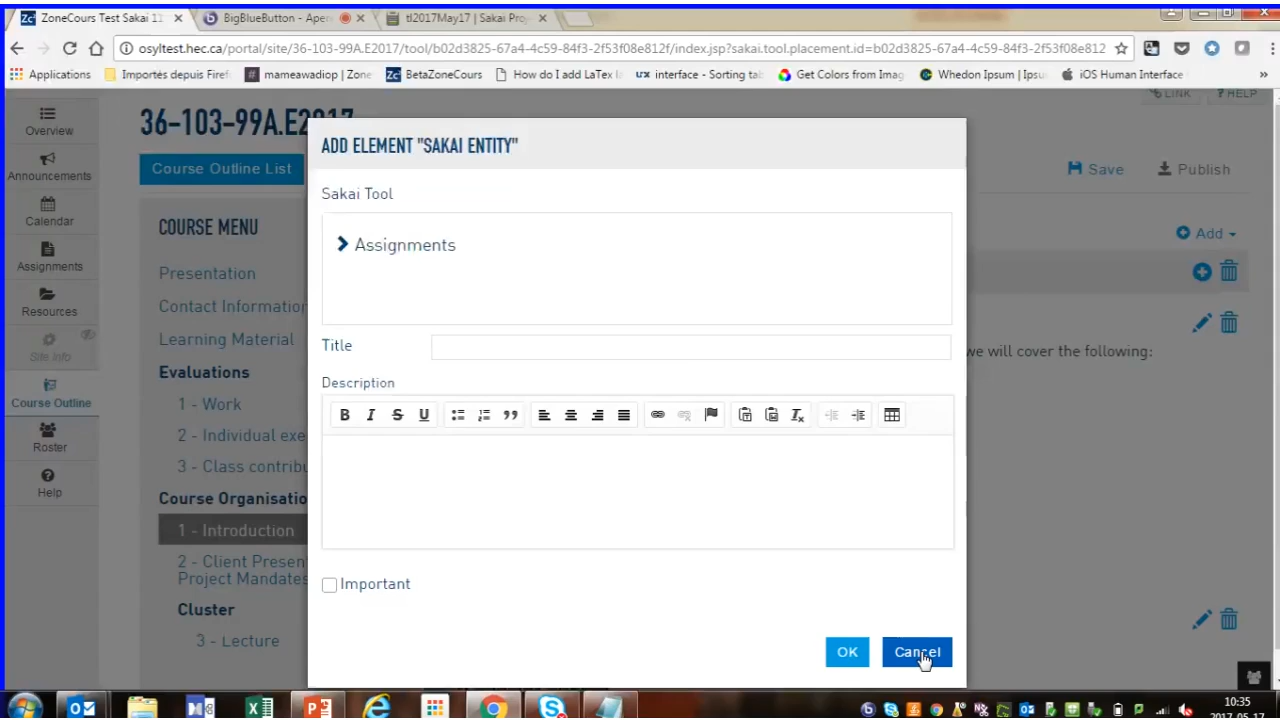 ZoneCours Test Sakai 11
BigBlueButton - Aper
tl2017May17 | Sakai Pro
osyltest.hec.ca/portal/site/36-103-99A.E2017/tool/b02d3825-67a4-4c59-84f3-2f53f08e812f/index.jsp?sakai.tool.placement.id=b02d3825-67a4-4c59-84f3-2f53f08e812
Applications
Importés depuis Firef
mameawadiop | Zone
Zc BetaZoneCours
How do I add LaTex
ux interface - Sorting ta
Get Colors from Imag
Whedon Ipsum | Ipsu
iOS Human Interface
»
LINK
? HELP
Overview
Announcements
Calendar
Assignments
Resources
Site Info
Course Outline
Roster
Help
36-103-99A.E2017
Course Outline List
Save
Publish
COURSE MENU
Presentation
Contact Information
Learning Material
Evaluations
1 - Work
2 - Individual exe
3 - Class contribu
Course Organisatio
1 - Introduction
2 - Client Presen
Project Mandates
Cluster
3 - Lecture
Add
we will cover the following:
ADD ELEMENT "SAKAI ENTITY"
Sakai Tool
Assignments
Title
Description
B I S U
Important
OK
Cancel
10:35
2017-05-17